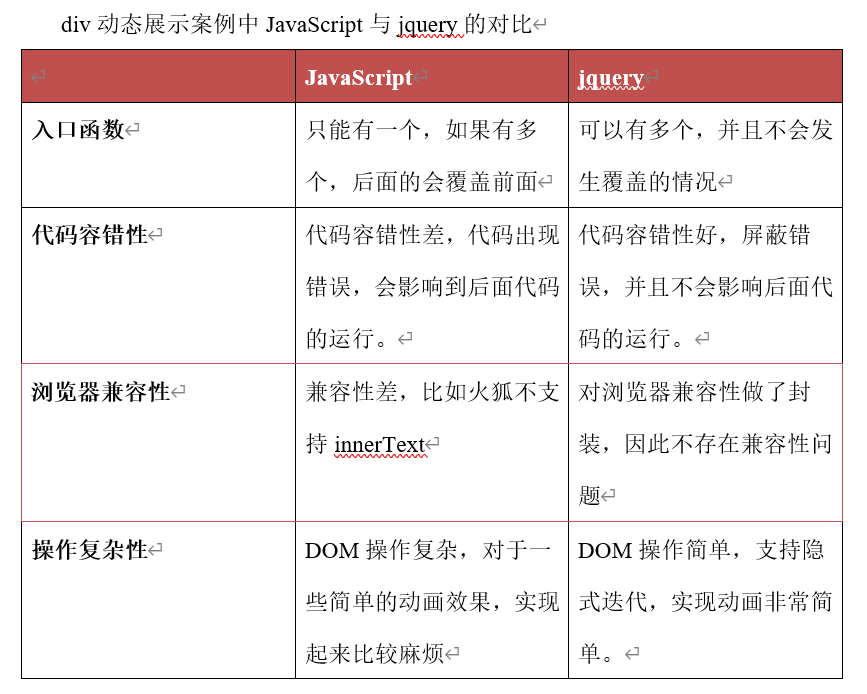 div 动态展示案例中 JavaScript 与 jquery 的对比
JavaScript
jquery
入口函数
只能有一个，如果有多
个，后面的会覆盖前面
可以有多个，并且不会发
生覆盖的情况
代码容错性
代码容错性差，代码出现
错误，会影响到后面代码
的运行。
代码容错性好，屏蔽错
误，并且不会影响后面代
码的运行。
浏览器兼容性
兼容性差，比如火狐不支
持 innerText
对浏览器兼容性做了封
装，因此不存在兼容性问
题
操作复杂性
DOM 操作复杂，对于一
些简单的动画效果，实现
起来比较麻烦
DOM 操作简单，支持隐
式迭代，实现动画非常简
单。